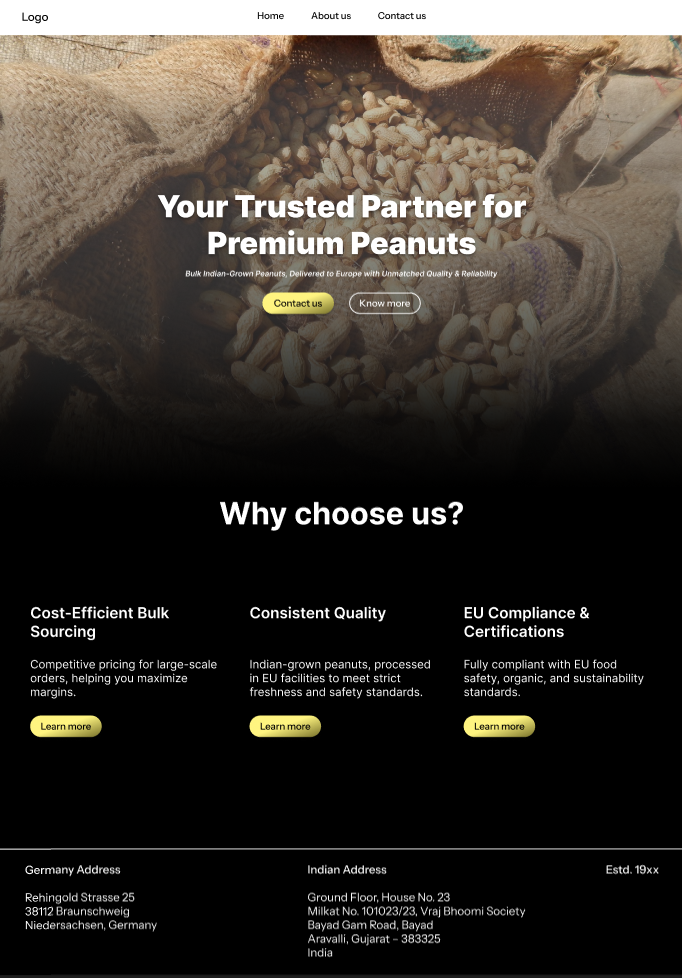 Logo
Home About us Contact us
Your Trusted Partner for
Premium Peanuts
Bulk Indian-Grown Peanuts, Delivered to Europe with Unmatched Quality & Reliability
Contact us
Know more
Why choose us?
Cost-Efficient Bulk
Sourcing
Competitive pricing for large-scale
orders, helping you maximize
margins.
Learn more
Consistent Quality
Indian-grown peanuts, processed
in EU facilities to meet strict
freshness and safety standards.
Learn more
EU Compliance &
Certifications
Fully compliant with EU food
safety, organic, and sustainability
standards.
Learn more
Germany Address
Rehingold Strasse 25
38112 Braunschweig
Niedersachsen, Germany
Indian Address
Ground Floor, House No. 23
Milkat No. 101023/23, Vraj Bhoomi Society
Bayad Gam Road, Bayad
Aravalli, Gujarat – 383325
India
Estd. 19xx